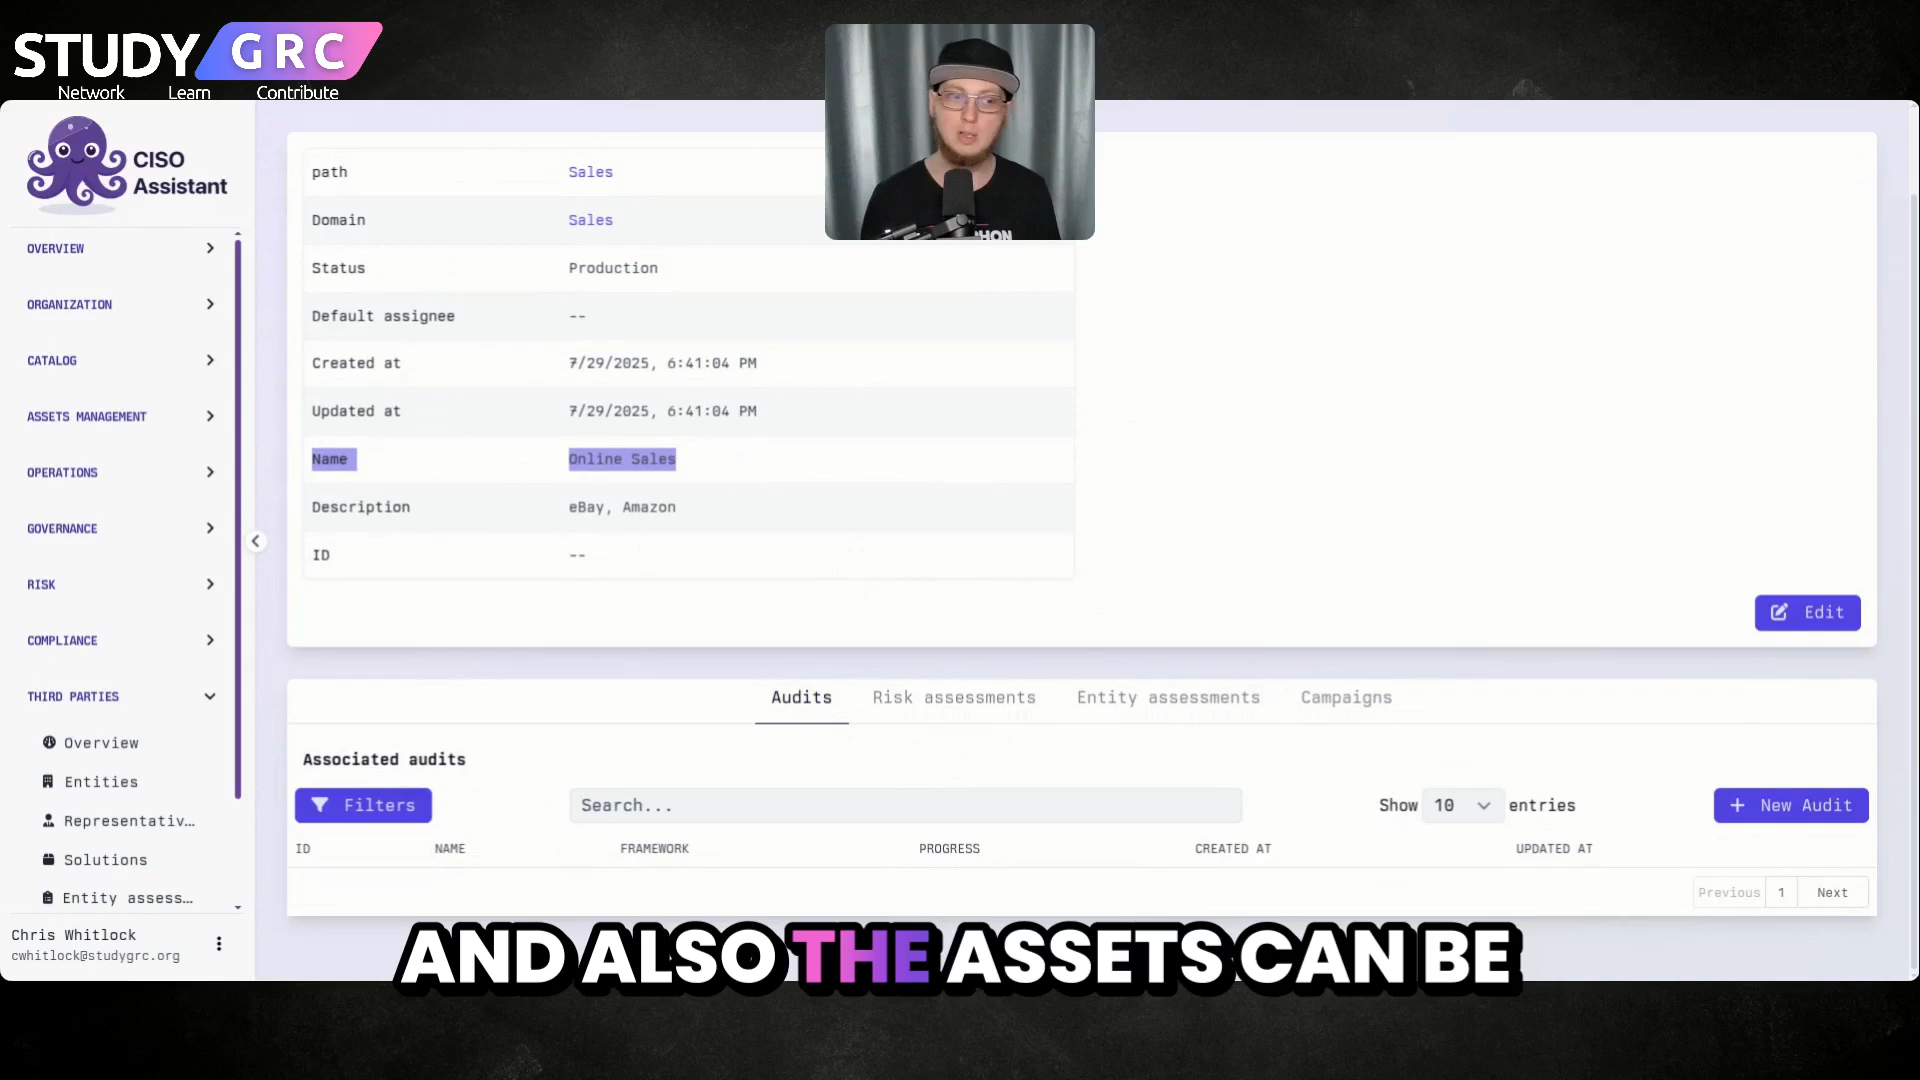 STUDY GRC
Network Learn Contribute
CISO
Assistant
OVERVIEW
ORGANIZATION
CATALOG
ASSETS MANAGEMENT
OPERATIONS
GOVERNANCE
RISK
COMPLIANCE
THIRD PARTIES
Overview
Entities
Representativ...
Solutions
Entity assess...
Chris Whitlock
cwhitlock@studygrc.org
path Sales
Domain Sales
Status Production
Default assignee --
Created at 7/29/2025, 6:41:04 PM
Updated at 7/29/2025, 6:41:04 PM
Name Online Sales
Description eBay, Amazon
ID --
Edit
Audits Risk assessments Entity assessments Campaigns
Associated audits
Filters Search... Show 10 entries + New Audit
ID NAME FRAMEWORK PROGRESS CREATED AT UPDATED AT
Previous 1 Next
AND ALSO THE ASSETS CAN BE